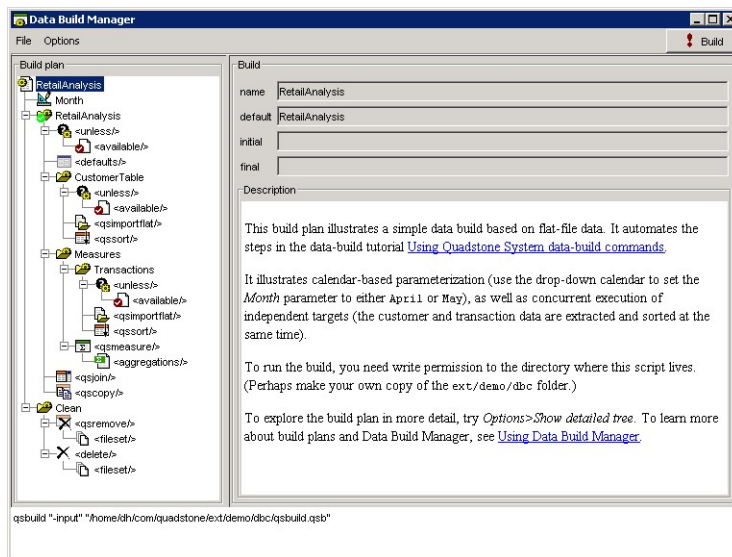 Data Build Manager
File Options
Build
Build plan
RetailAnalysis
Month
RetailAnalysis
<unless/>
<available/>
<defaults/>
CustomerTable
<unless/>
<available/>
<qsimportflat/>
<qssort/>
Measures
Transactions
<unless/>
<available/>
<qsimportflat/>
<qssort/>
<qsmeasure/>
<aggregations/>
<qsjoin/>
<qscopy/>
Clean
<qsremove/>
<fileset/>
<delete/>
<fileset/>
Build
name RetailAnalysis
default RetailAnalysis
initial
final
Description
This build plan illustrates a simple data build based on flat-file data. It automates the
steps in the data-build tutorial Using Quadstone System data-build commands.
It illustrates calendar-based parameterization (use the drop-down calendar to set the
Month parameter to either April or May), as well as concurrent execution of
independent targets (the customer and transaction data are extracted and sorted at the
same time).
To run the build, you need write permission to the directory where this script lives.
(Perhaps make your own copy of the ext/demo/dbc folder.)
To explore the build plan in more detail, try Options>Show detailed tree. To learn more
about build plans and Data Build Manager, see Using Data Build Manager.
qsbuild "-input" "/home/dh/com/quadstone/ext/demo/dbc/qsbuild.qsb"